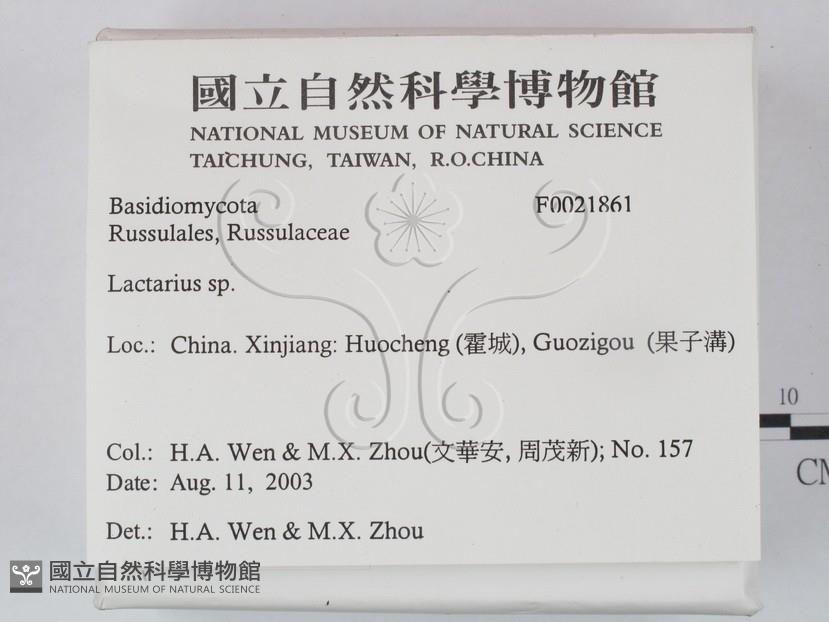 國立自然科學博物館
NATIONAL MUSEUM OF NATURAL SCIENCE
TAICHUNG, TAIWAN, R.O.CHINA
Basidiomycota F0021861
Russulales, Russulaceae
Lactarius sp.
Loc.: China. Xinjiang: Huocheng (霍城), Guozigou (果子溝)
Col.: H.A. Wen & M.X. Zhou(文華安, 周茂新); No. 157
Date: Aug. 11, 2003
Det.: H.A. Wen & M.X. Zhou
10
CM
國立自然科學博物館
NATIONAL MUSEUM OF NATURAL SCIENCE